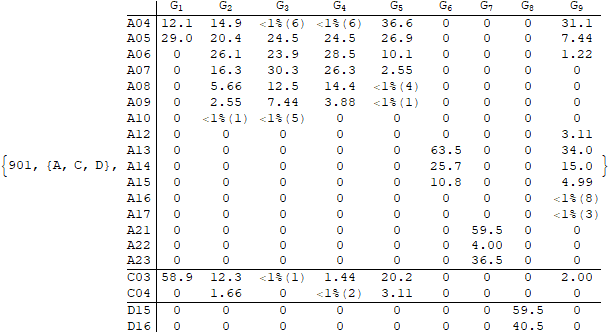 G1 G2 G3 G4 G5 G6 G7 G8 G9
A04 12.1 14.9 <1%(6) <1%(6) 36.6 0 0 0 31.1
A05 29.0 20.4 24.5 24.5 26.9 0 0 0 7.44
A06 0 26.1 23.9 28.5 10.1 0 0 0 1.22
A07 0 16.3 30.3 26.3 2.55 0 0 0 0
A08 0 5.66 12.5 14.4 <1%(4) 0 0 0 0
A09 0 2.55 7.44 3.88 <1%(1) 0 0 0 0
A10 0 <1%(1) <1%(5) 0 0 0 0 0 0
A12 0 0 0 0 0 0 0 0 3.11
A13 0 0 0 0 0 63.5 0 0 34.0
{901, {A, C, D}, A14 0 0 0 0 0 25.7 0 0 15.0 }
A15 0 0 0 0 0 10.8 0 0 4.99
A16 0 0 0 0 0 0 0 0 <1%(8)
A17 0 0 0 0 0 0 0 0 <1%(3)
A21 0 0 0 0 0 0 59.5 0 0
A22 0 0 0 0 0 0 4.00 0 0
A23 0 0 0 0 0 0 36.5 0 0
C03 58.9 12.3 <1%(1) 1.44 20.2 0 0 0 2.00
C04 0 1.66 0 <1%(2) 3.11 0 0 0 0
D15 0 0 0 0 0 0 0 59.5 0
D16 0 0 0 0 0 0 0 40.5 0